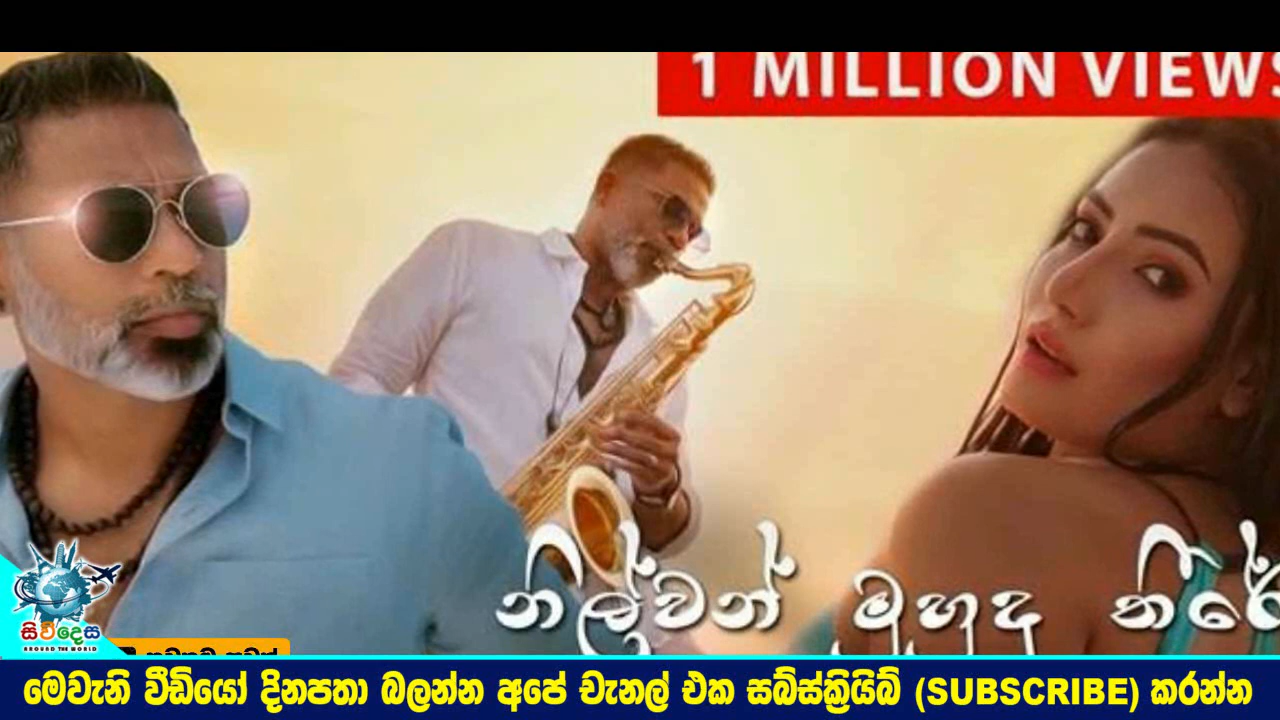 1 MILLION VIEWS
නිල්වන් මුහුදු තීරේ
සිව්දෙස
AROUND THE WORLD
මෙවැනි වීඩියෝ දිනපතා බලන්න අපේ චැනල් එක සබ්ස්ක්‍රයිබ් (SUBSCRIBE) කරන්න